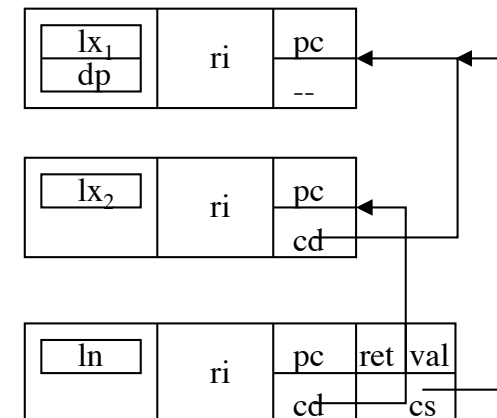 lx₁ ri pc
dp --
lx₂ ri pc
cd
ln ri pc ret val
cd cs